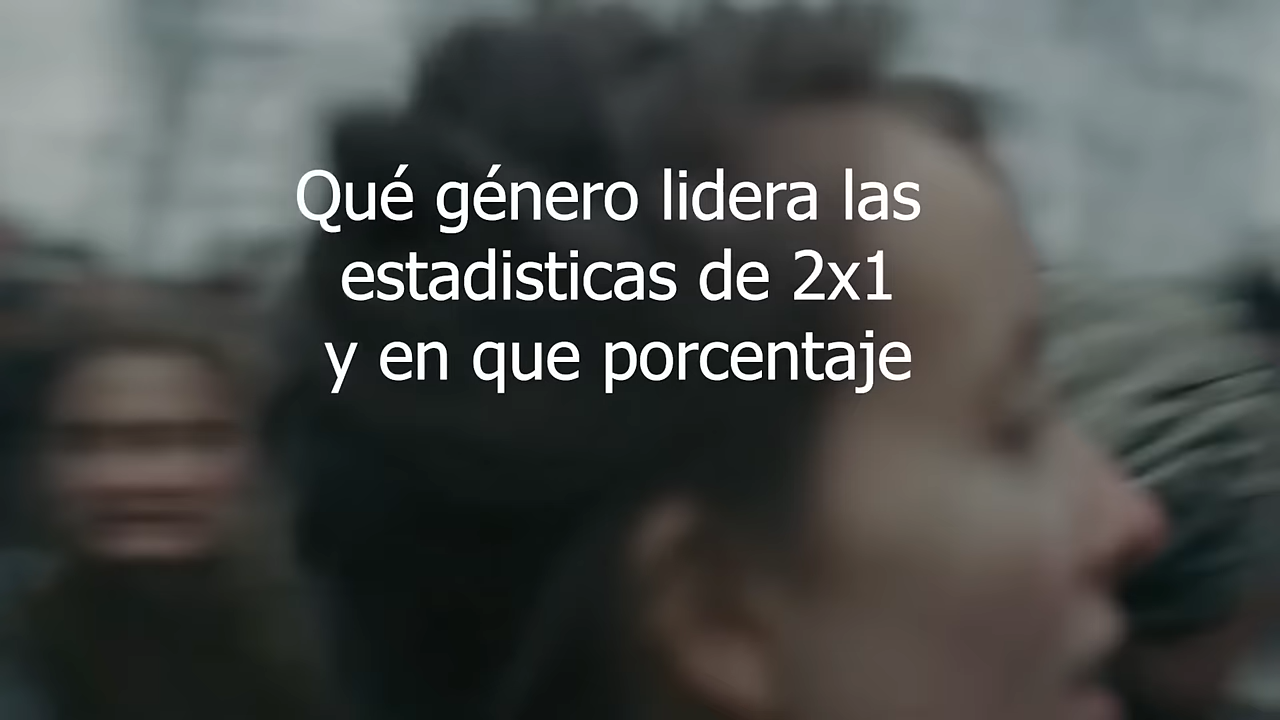 Qué género lidera las
estadisticas de 2x1
y en que porcentaje